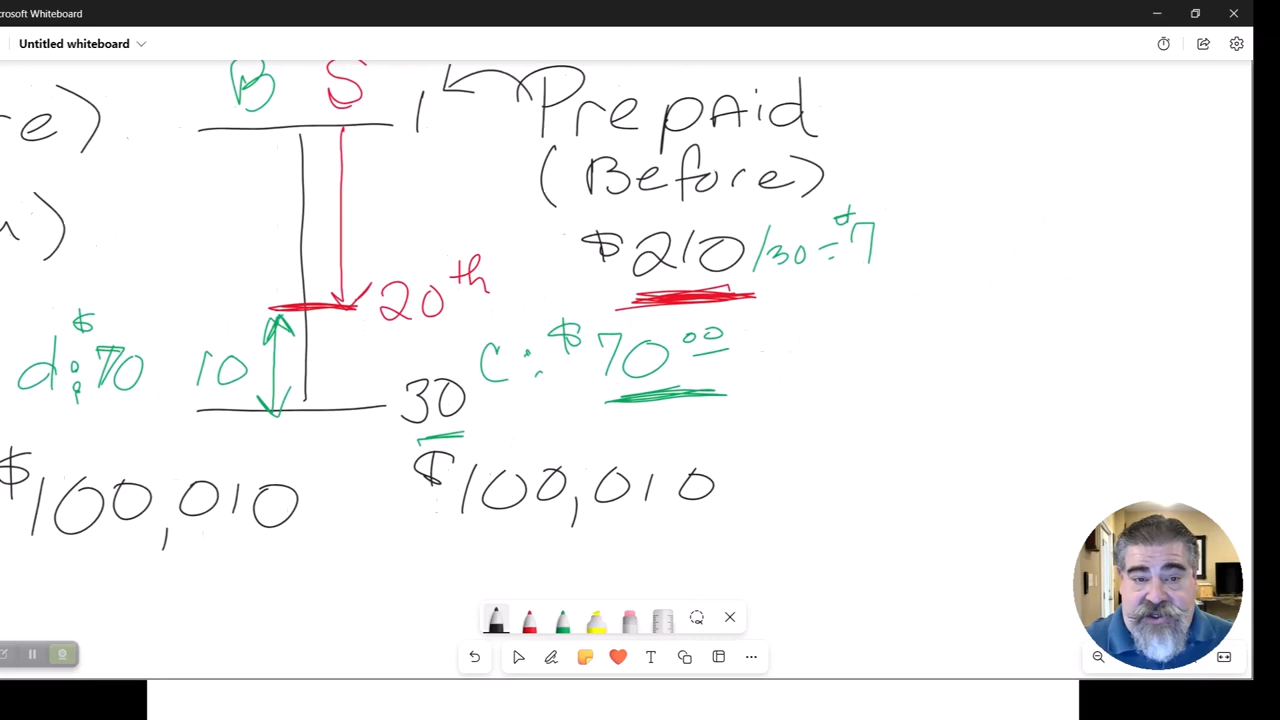 crosoft Whiteboard
Untitled whiteboard
B S
re) 1 Prepaid
(Before)
)
$210/30=$7
20th
d:$70 10 C:$70.00
30
$100,010 $100,010